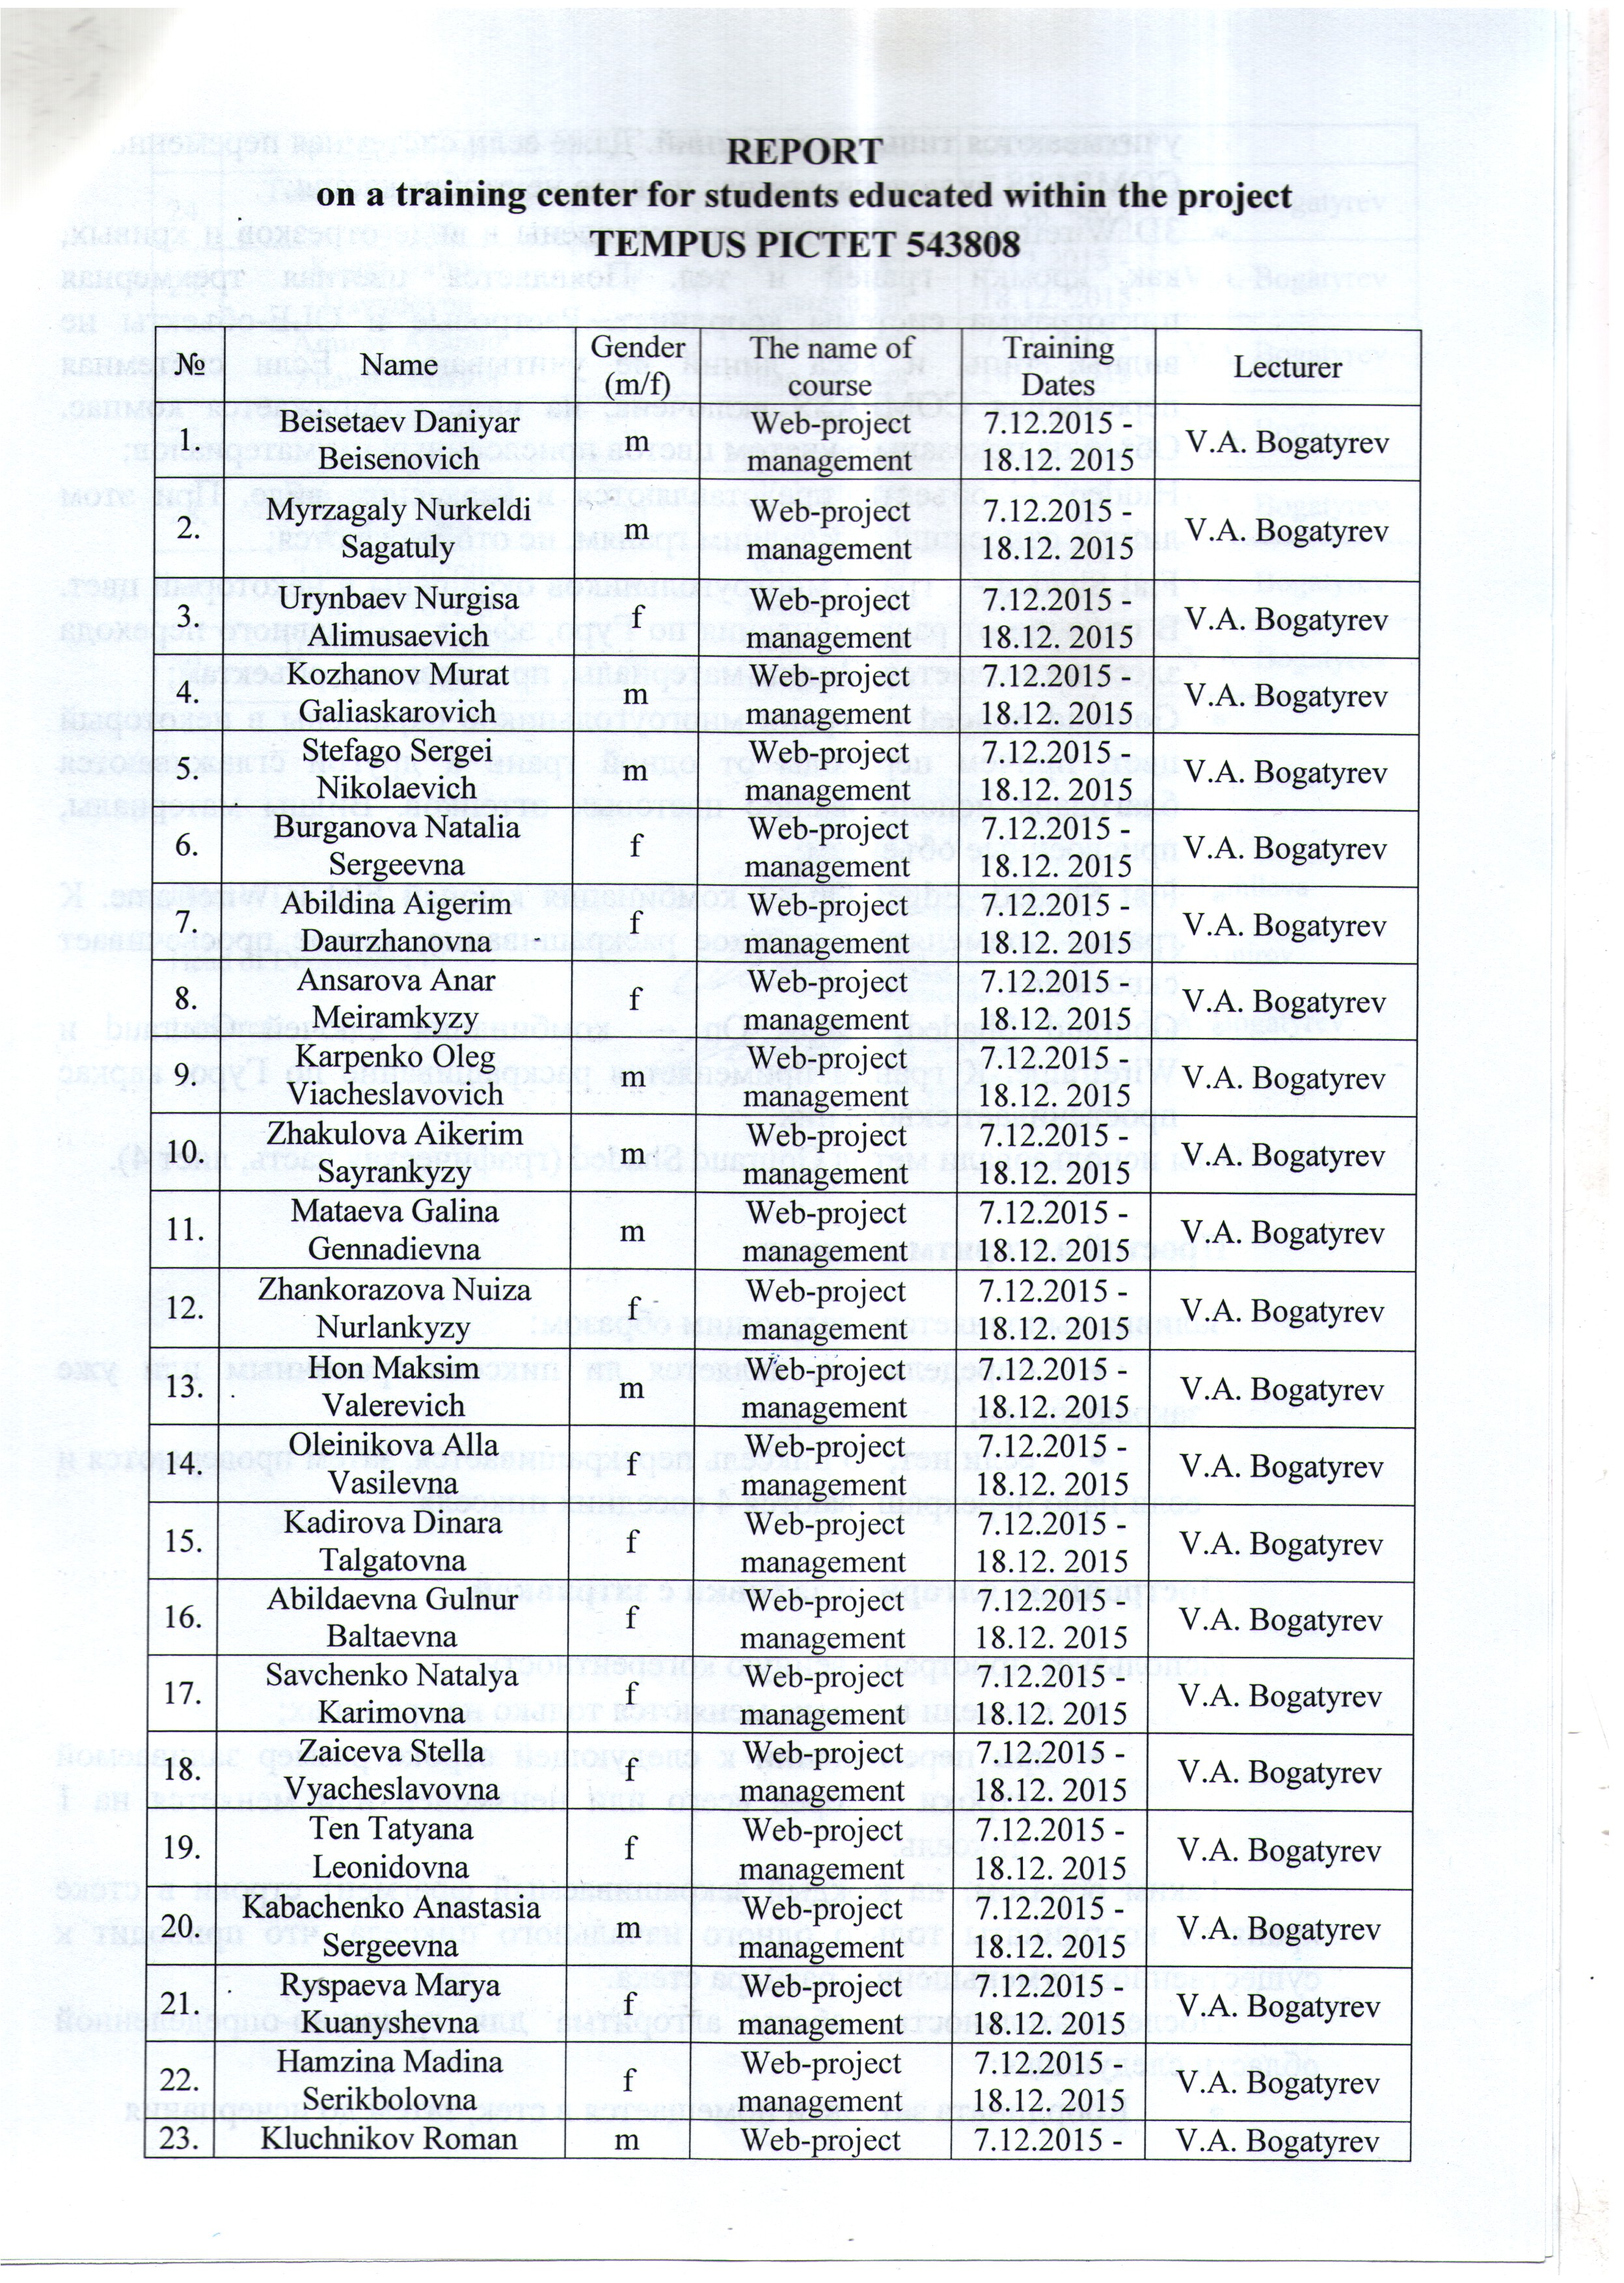 REPORT
on a training center for students educated within the project
TEMPUS PICTET 543808
№ Name Gender (m/f) The name of course Training Dates Lecturer
1. Beisetaev Daniyar Beisenovich m Web-project management 7.12.2015 - 18.12. 2015 V.A. Bogatyrev
2. Myrzagaly Nurkeldi Sagatuly m Web-project management 7.12.2015 - 18.12. 2015 V.A. Bogatyrev
3. Urynbaev Nurgisa Alimusaevich f Web-project management 7.12.2015 - 18.12. 2015 V.A. Bogatyrev
4. Kozhanov Murat Galiaskarovich m Web-project management 7.12.2015 - 18.12. 2015 V.A. Bogatyrev
5. Stefago Sergei Nikolaevich m Web-project management 7.12.2015 - 18.12. 2015 V.A. Bogatyrev
6. Burganova Natalia Sergeevna f Web-project management 7.12.2015 - 18.12. 2015 V.A. Bogatyrev
7. Abildina Aigerim Daurzhanovna f Web-project management 7.12.2015 - 18.12. 2015 V.A. Bogatyrev
8. Ansarova Anar Meiramkyzy f Web-project management 7.12.2015 - 18.12. 2015 V.A. Bogatyrev
9. Karpenko Oleg Viacheslavovich m Web-project management 7.12.2015 - 18.12. 2015 V.A. Bogatyrev
10. Zhakulova Aikerim Sayrankyzy m Web-project management 7.12.2015 - 18.12. 2015 V.A. Bogatyrev
11. Mataeva Galina Gennadievna m Web-project management 7.12.2015 - 18.12. 2015 V.A. Bogatyrev
12. Zhankorazova Nuiza Nurlankyzy f Web-project management 7.12.2015 - 18.12. 2015 V.A. Bogatyrev
13. Hon Maksim Valerevich m Web-project management 7.12.2015 - 18.12. 2015 V.A. Bogatyrev
14. Oleinikova Alla Vasilevna f Web-project management 7.12.2015 - 18.12. 2015 V.A. Bogatyrev
15. Kadirova Dinara Talgatovna f Web-project management 7.12.2015 - 18.12. 2015 V.A. Bogatyrev
16. Abildaevna Gulnur Baltaevna f Web-project management 7.12.2015 - 18.12. 2015 V.A. Bogatyrev
17. Savchenko Natalya Karimovna f Web-project management 7.12.2015 - 18.12. 2015 V.A. Bogatyrev
18. Zaiceva Stella Vyacheslavovna f Web-project management 7.12.2015 - 18.12. 2015 V.A. Bogatyrev
19. Ten Tatyana Leonidovna f Web-project management 7.12.2015 - 18.12. 2015 V.A. Bogatyrev
20. Kabachenko Anastasia Sergeevna m Web-project management 7.12.2015 - 18.12. 2015 V.A. Bogatyrev
21. Ryspaeva Marya Kuanyshevna f Web-project management 7.12.2015 - 18.12. 2015 V.A. Bogatyrev
22. Hamzina Madina Serikbolovna f Web-project management 7.12.2015 - 18.12. 2015 V.A. Bogatyrev
23. Kluchnikov Roman m Web-project 7.12.2015 - V.A. Bogatyrev